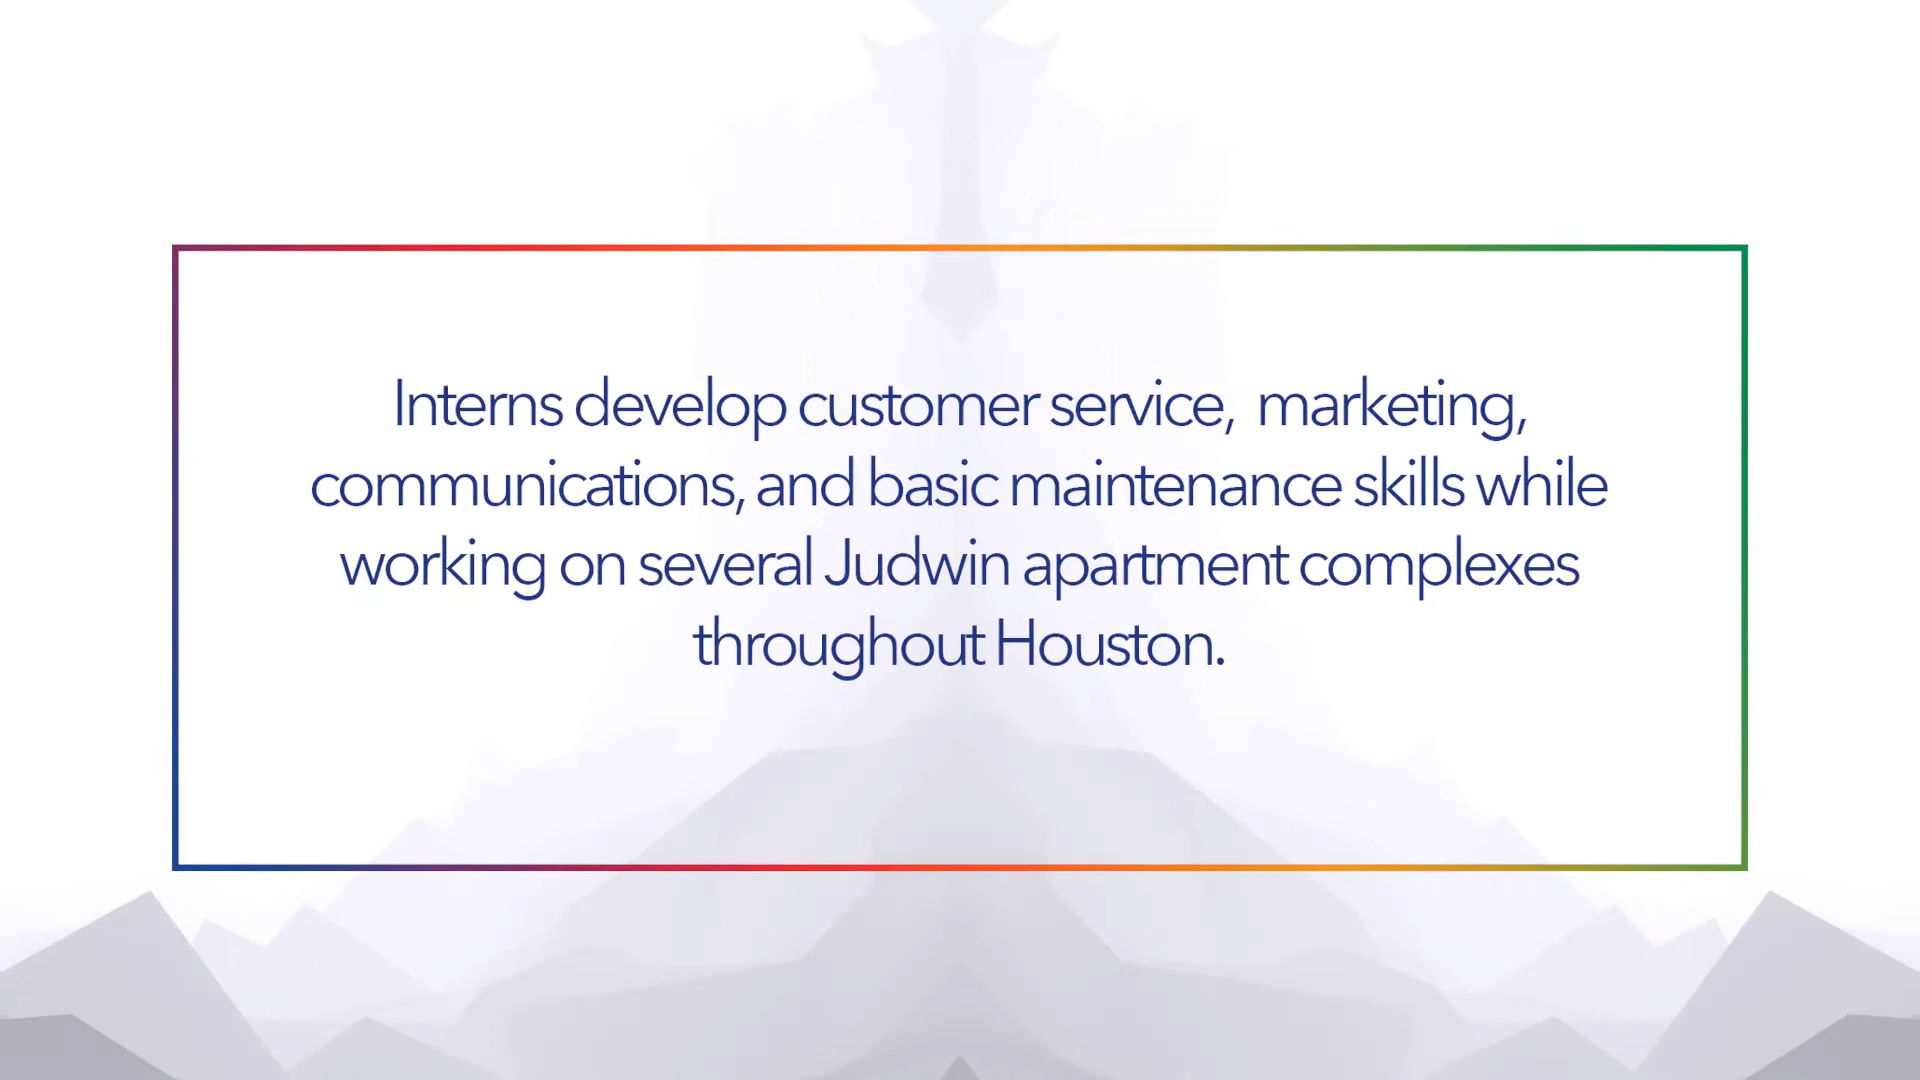 Interns develop customer service,  marketing,
communications, and basic maintenance skills while
working on several Judwin apartment complexes
throughout Houston.